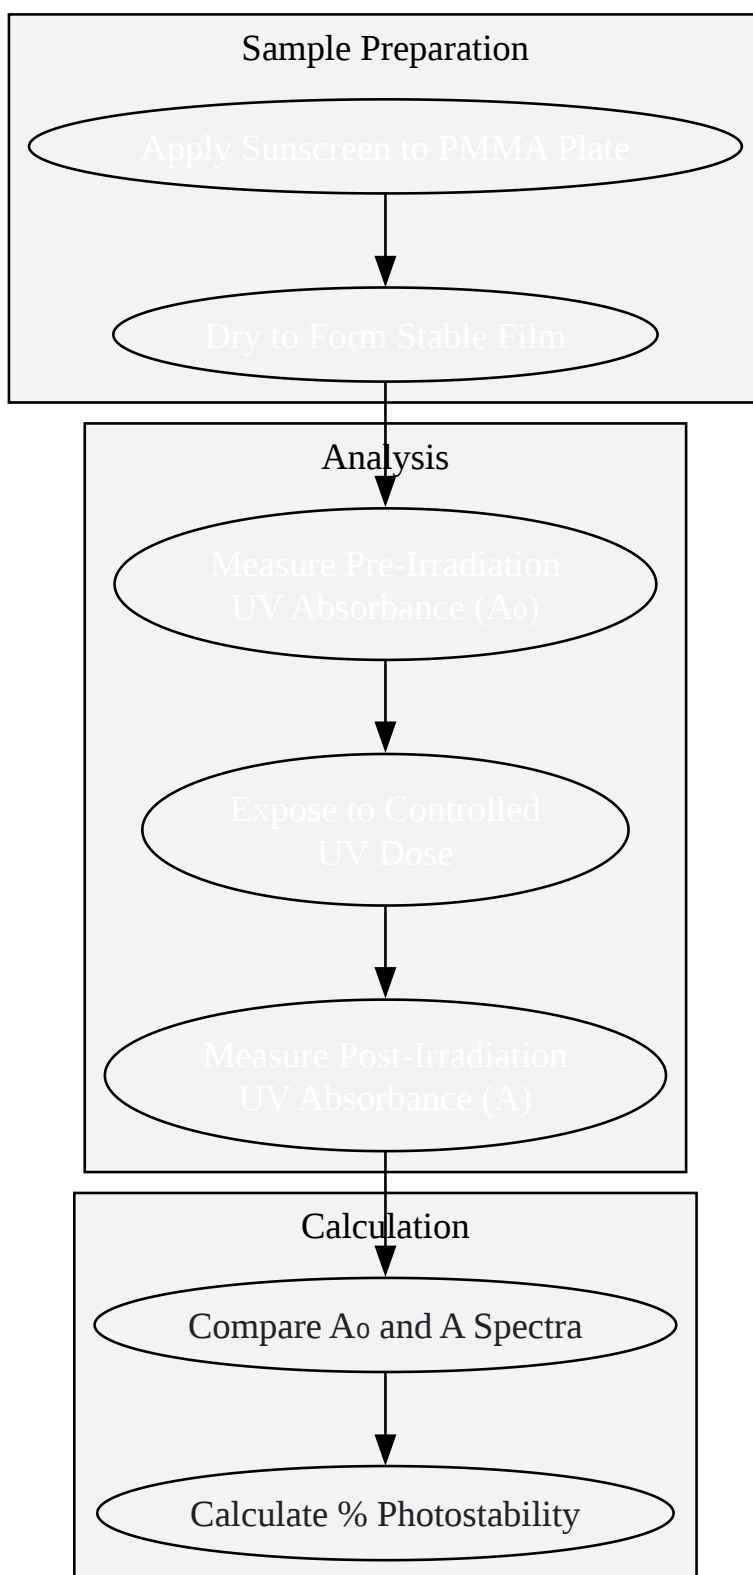 Sample Preparation
Apply Sunscreen to PMMA Plate
Dry to Form Stable Film
Analysis
Measure Pre-Irradiation
UV Absorbance (A₀)
Expose to Controlled
UV Dose
Measure Post-Irradiation
UV Absorbance (A)
Calculation
Compare A₀ and A Spectra
Calculate % Photostability